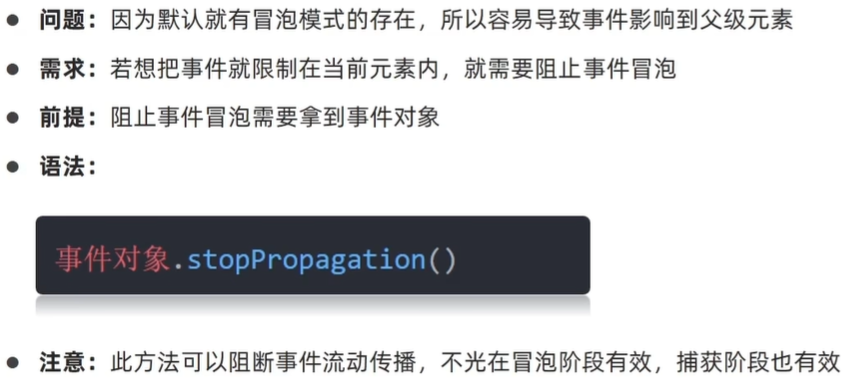 问题：因为默认就有冒泡模式的存在，所以容易导致事件影响到父级元素
需求：若想把事件就限制在当前元素内，就需要阻止事件冒泡
前提：阻止事件冒泡需要拿到事件对象
语法：
事件对象.stopPropagation()
注意：此方法可以阻断事件流动传播，不光在冒泡阶段有效，捕获阶段也有效